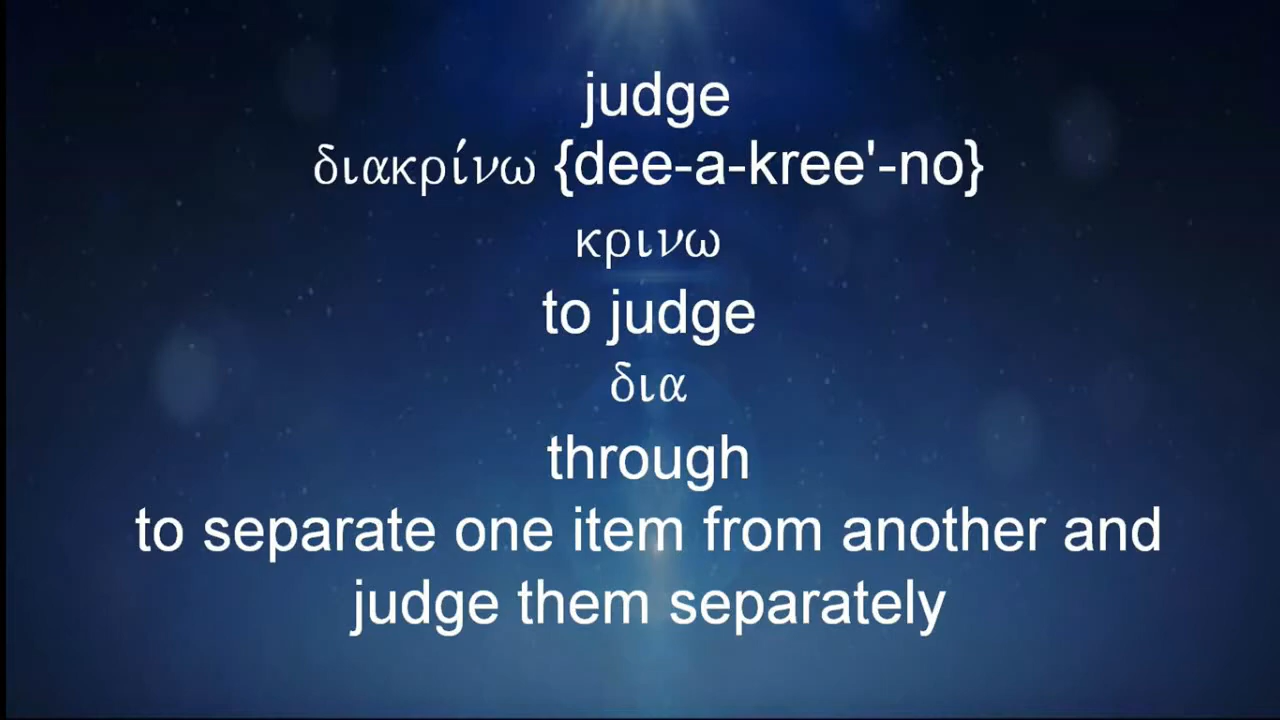 judge
διακρίνω {dee-a-kree'-no}
κρινω
to judge
δια
through
to separate one item from another and
judge them separately